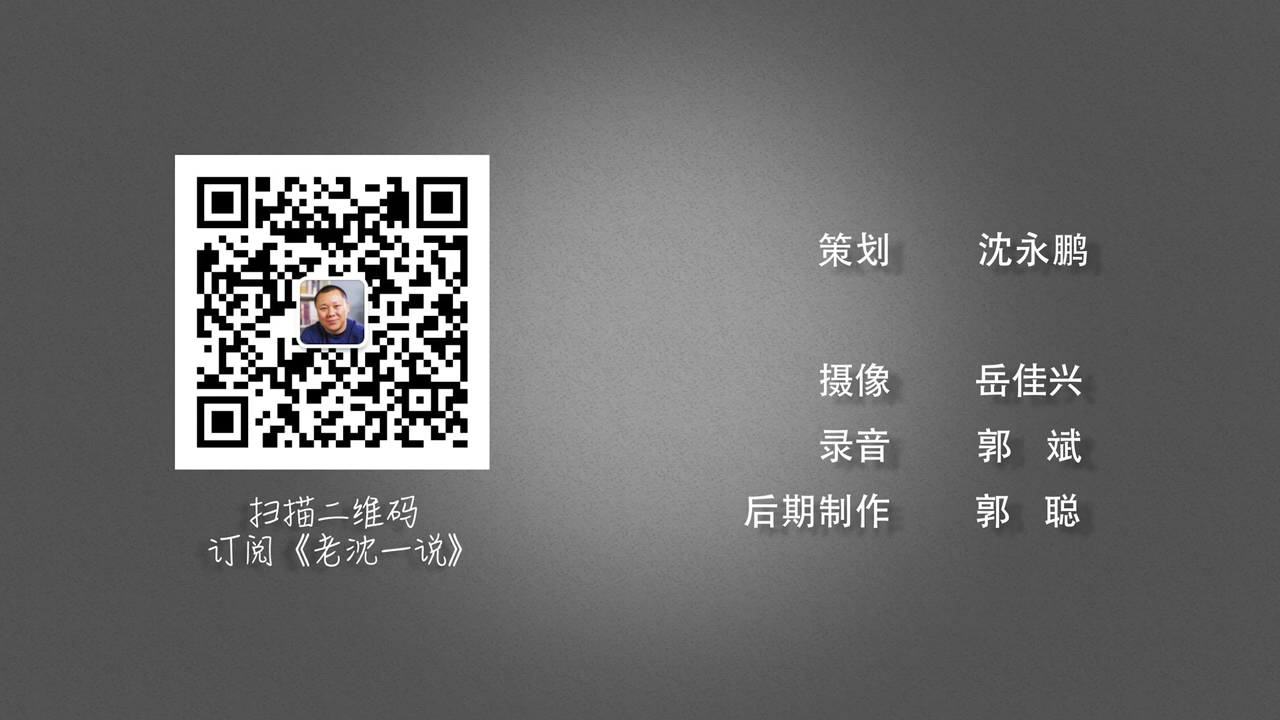 扫描二维码
订阅《老沈一说》
策划 沈永鹏
摄像 岳佳兴
录音 郭 斌
后期制作 郭 聪